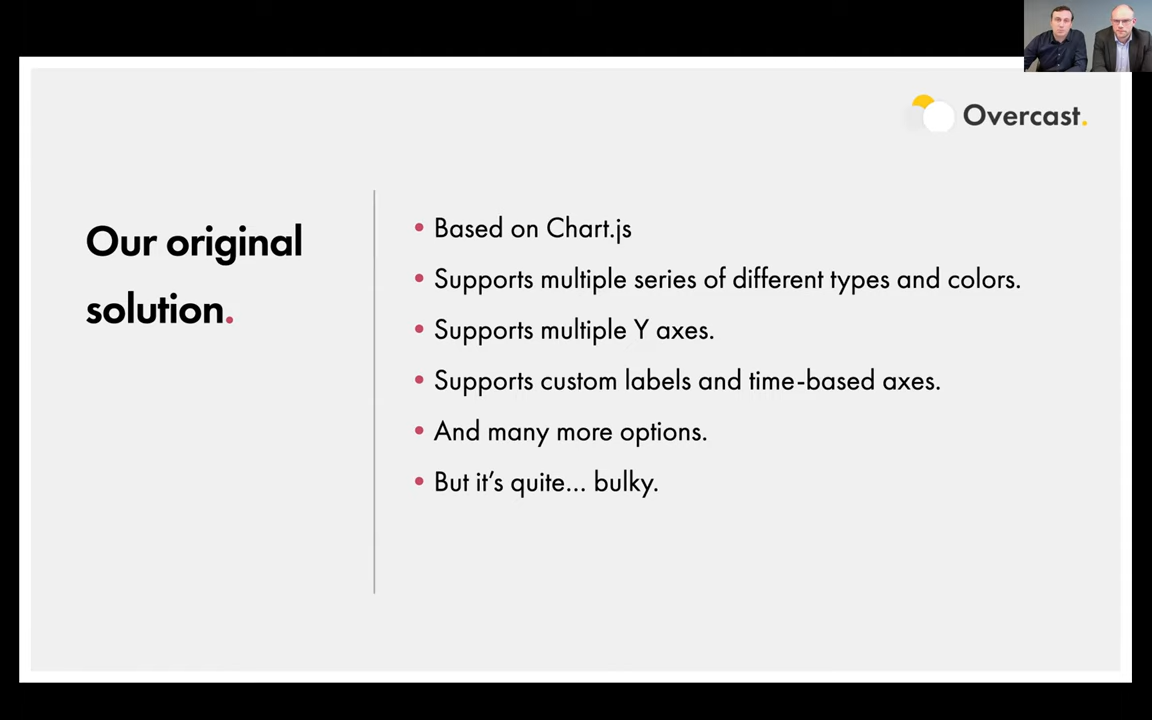 Overcast.
Our original
solution.
• Based on Chart.js
• Supports multiple series of different types and colors.
• Supports multiple Y axes.
• Supports custom labels and time-based axes.
• And many more options.
• But it’s quite... bulky.